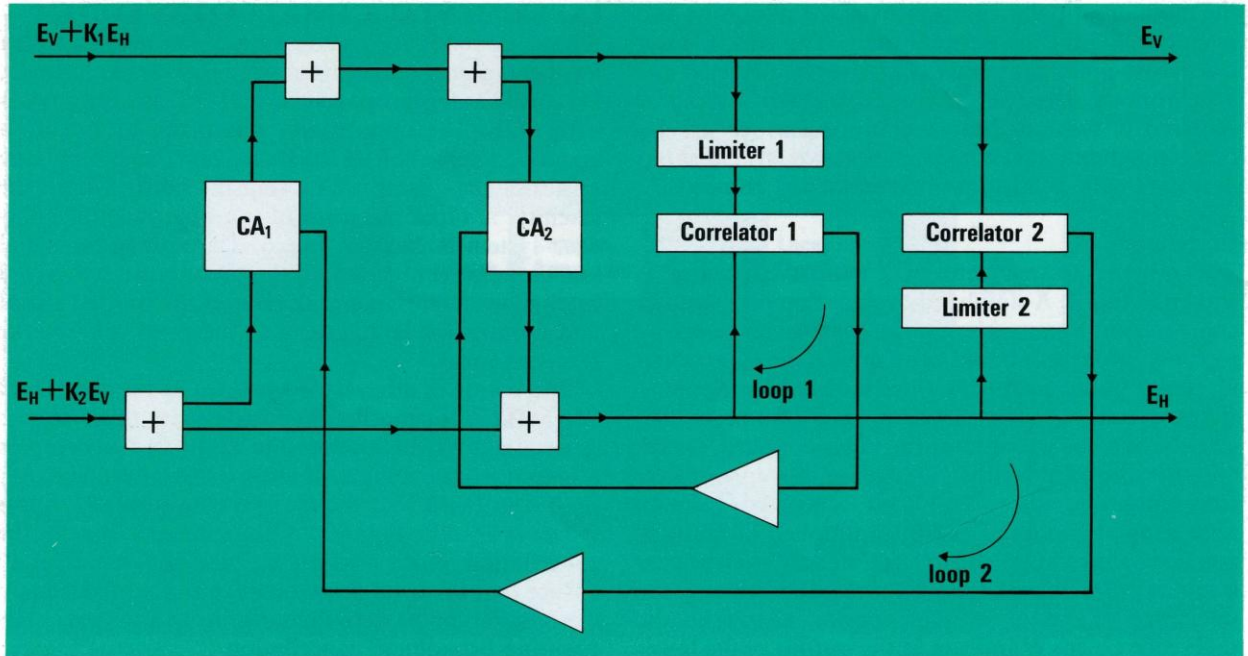 E_V+K_1E_H
E_V
+
+
Limiter 1
CA_1
CA_2
Correlator 1
Correlator 2
Limiter 2
E_H+K_2E_V
loop 1
E_H
+
+
loop 2